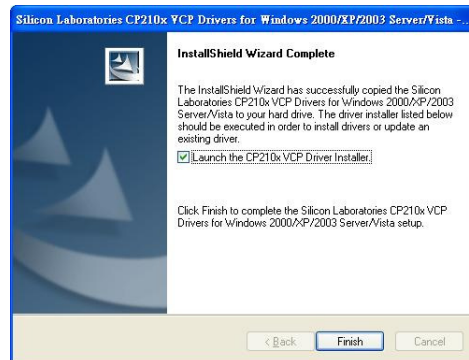 Silicon Laboratories CP210x VCP Drivers for Windows 2000/XP/2003 Server/Vista -...
InstallShield Wizard Complete
The InstallShield Wizard has successfully copied the Silicon
Laboratories CP210x VCP Drivers for Windows 2000/XP/2003
Server/Vista to your hard drive. The driver installer listed below
should be executed in order to install drivers or update an
existing driver.
Launch the CP210x VCP Driver Installer.
Click Finish to complete the Silicon Laboratories CP210x VCP
Drivers for Windows 2000/XP/2003 Server/Vista setup.
< Back
Finish
Cancel